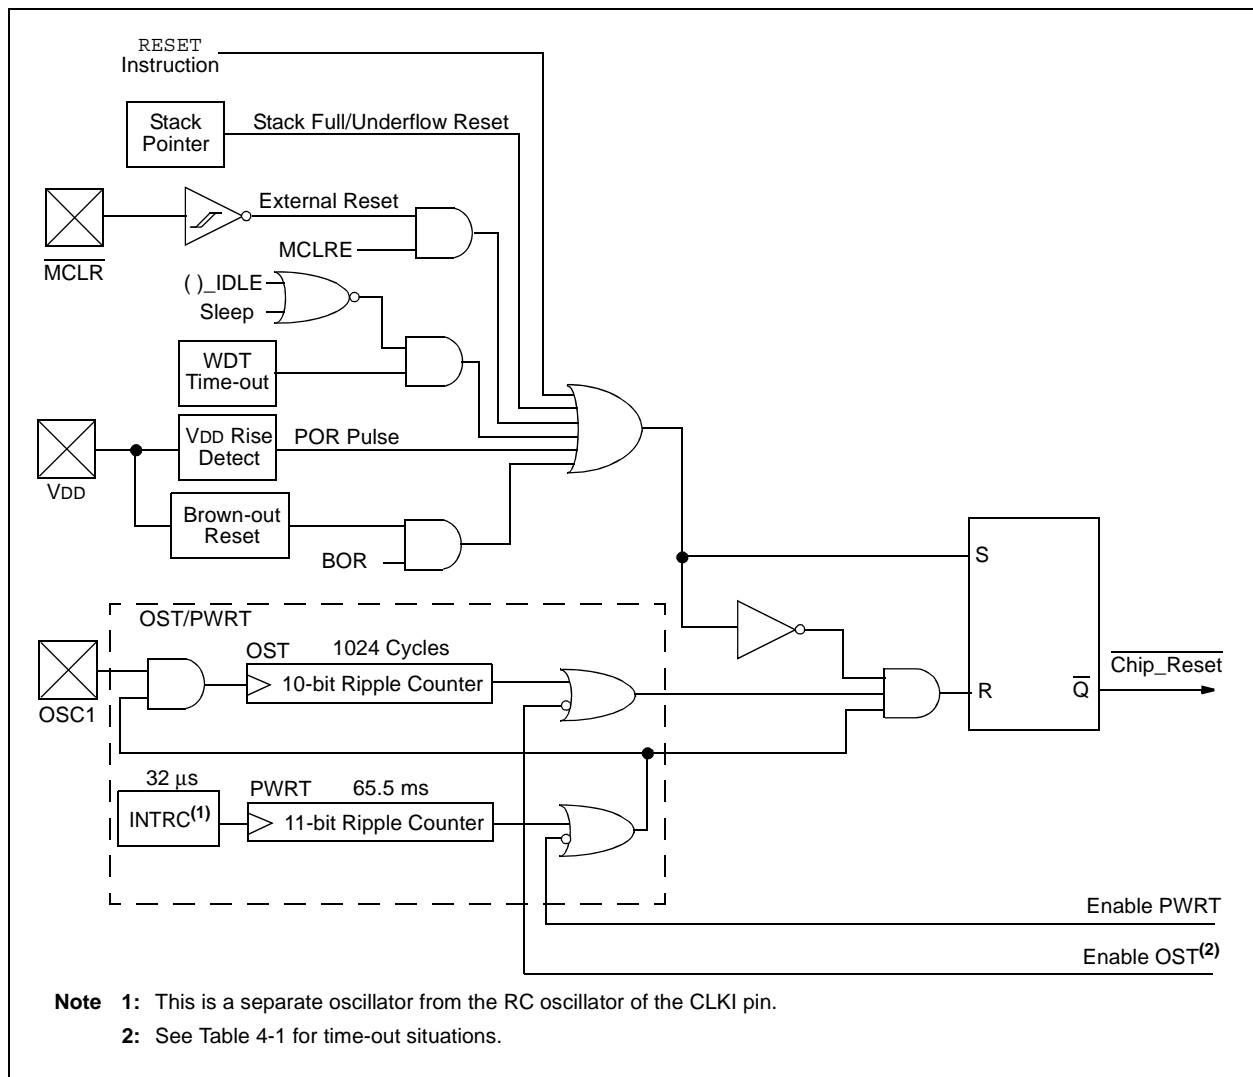 RESET
Instruction
Stack
Pointer
Stack Full/Underflow Reset
External Reset
MCLR
MCLRE
( )_IDLE
Sleep
WDT
Time-out
VDD
VDD Rise
Detect
POR Pulse
Brown-out
Reset
BOR
S
OST/PWRT
OST
1024 Cycles
10-bit Ripple Counter
OSC1
Chip_Reset
R
Q
32 μs
INTRC(1)
PWRT
65.5 ms
11-bit Ripple Counter
Enable PWRT
Enable OST(2)
Note 1: This is a separate oscillator from the RC oscillator of the CLKI pin.
2: See Table 4-1 for time-out situations.